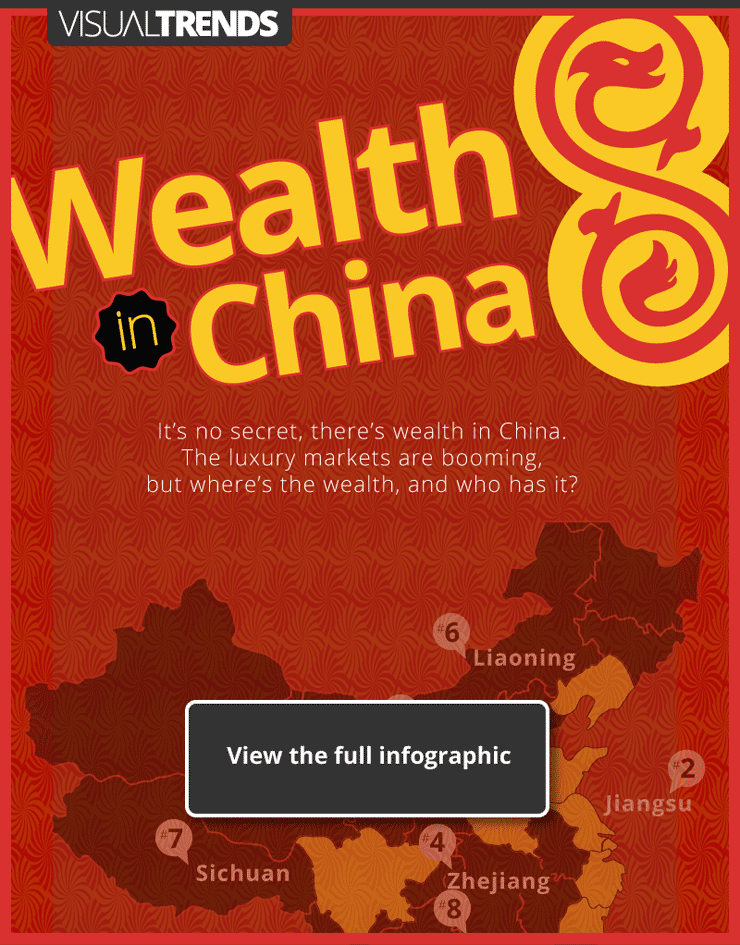 VISUALTRENDS
Wealth
in China
It's no secret, there's wealth in China.
The luxury markets are booming,
but where's the wealth, and who has it?
#6
Liaoning
View the full infographic
#2
Jiangsu
#7
Sichuan
#4
Zhejiang
#8